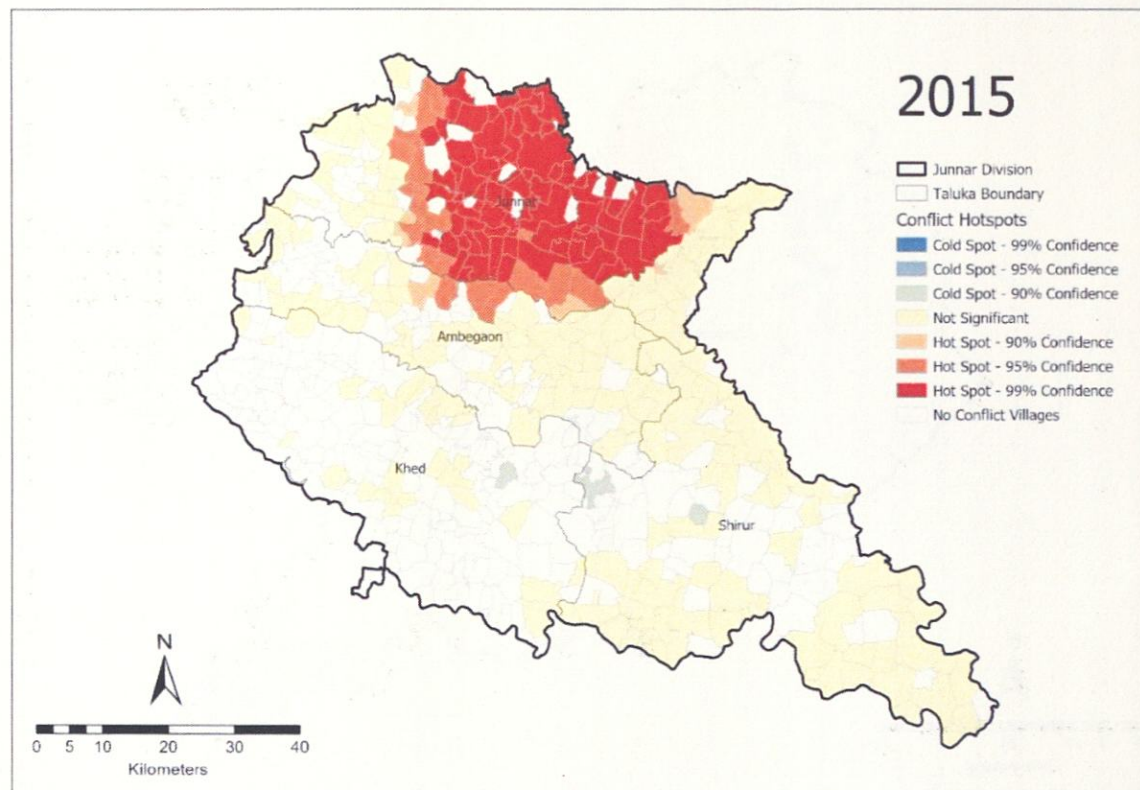 2015
Junnar Division
Taluka Boundary
Conflict Hotspots
Cold Spot - 99% Confidence
Cold Spot - 95% Confidence
Cold Spot - 90% Confidence
Not Significant
Hot Spot - 90% Confidence
Hot Spot - 95% Confidence
Hot Spot - 99% Confidence
No Conflict Villages
Junnar
Ambegaon
Khed
Shirur
N
0 5 10 20 30 40
Kilometers